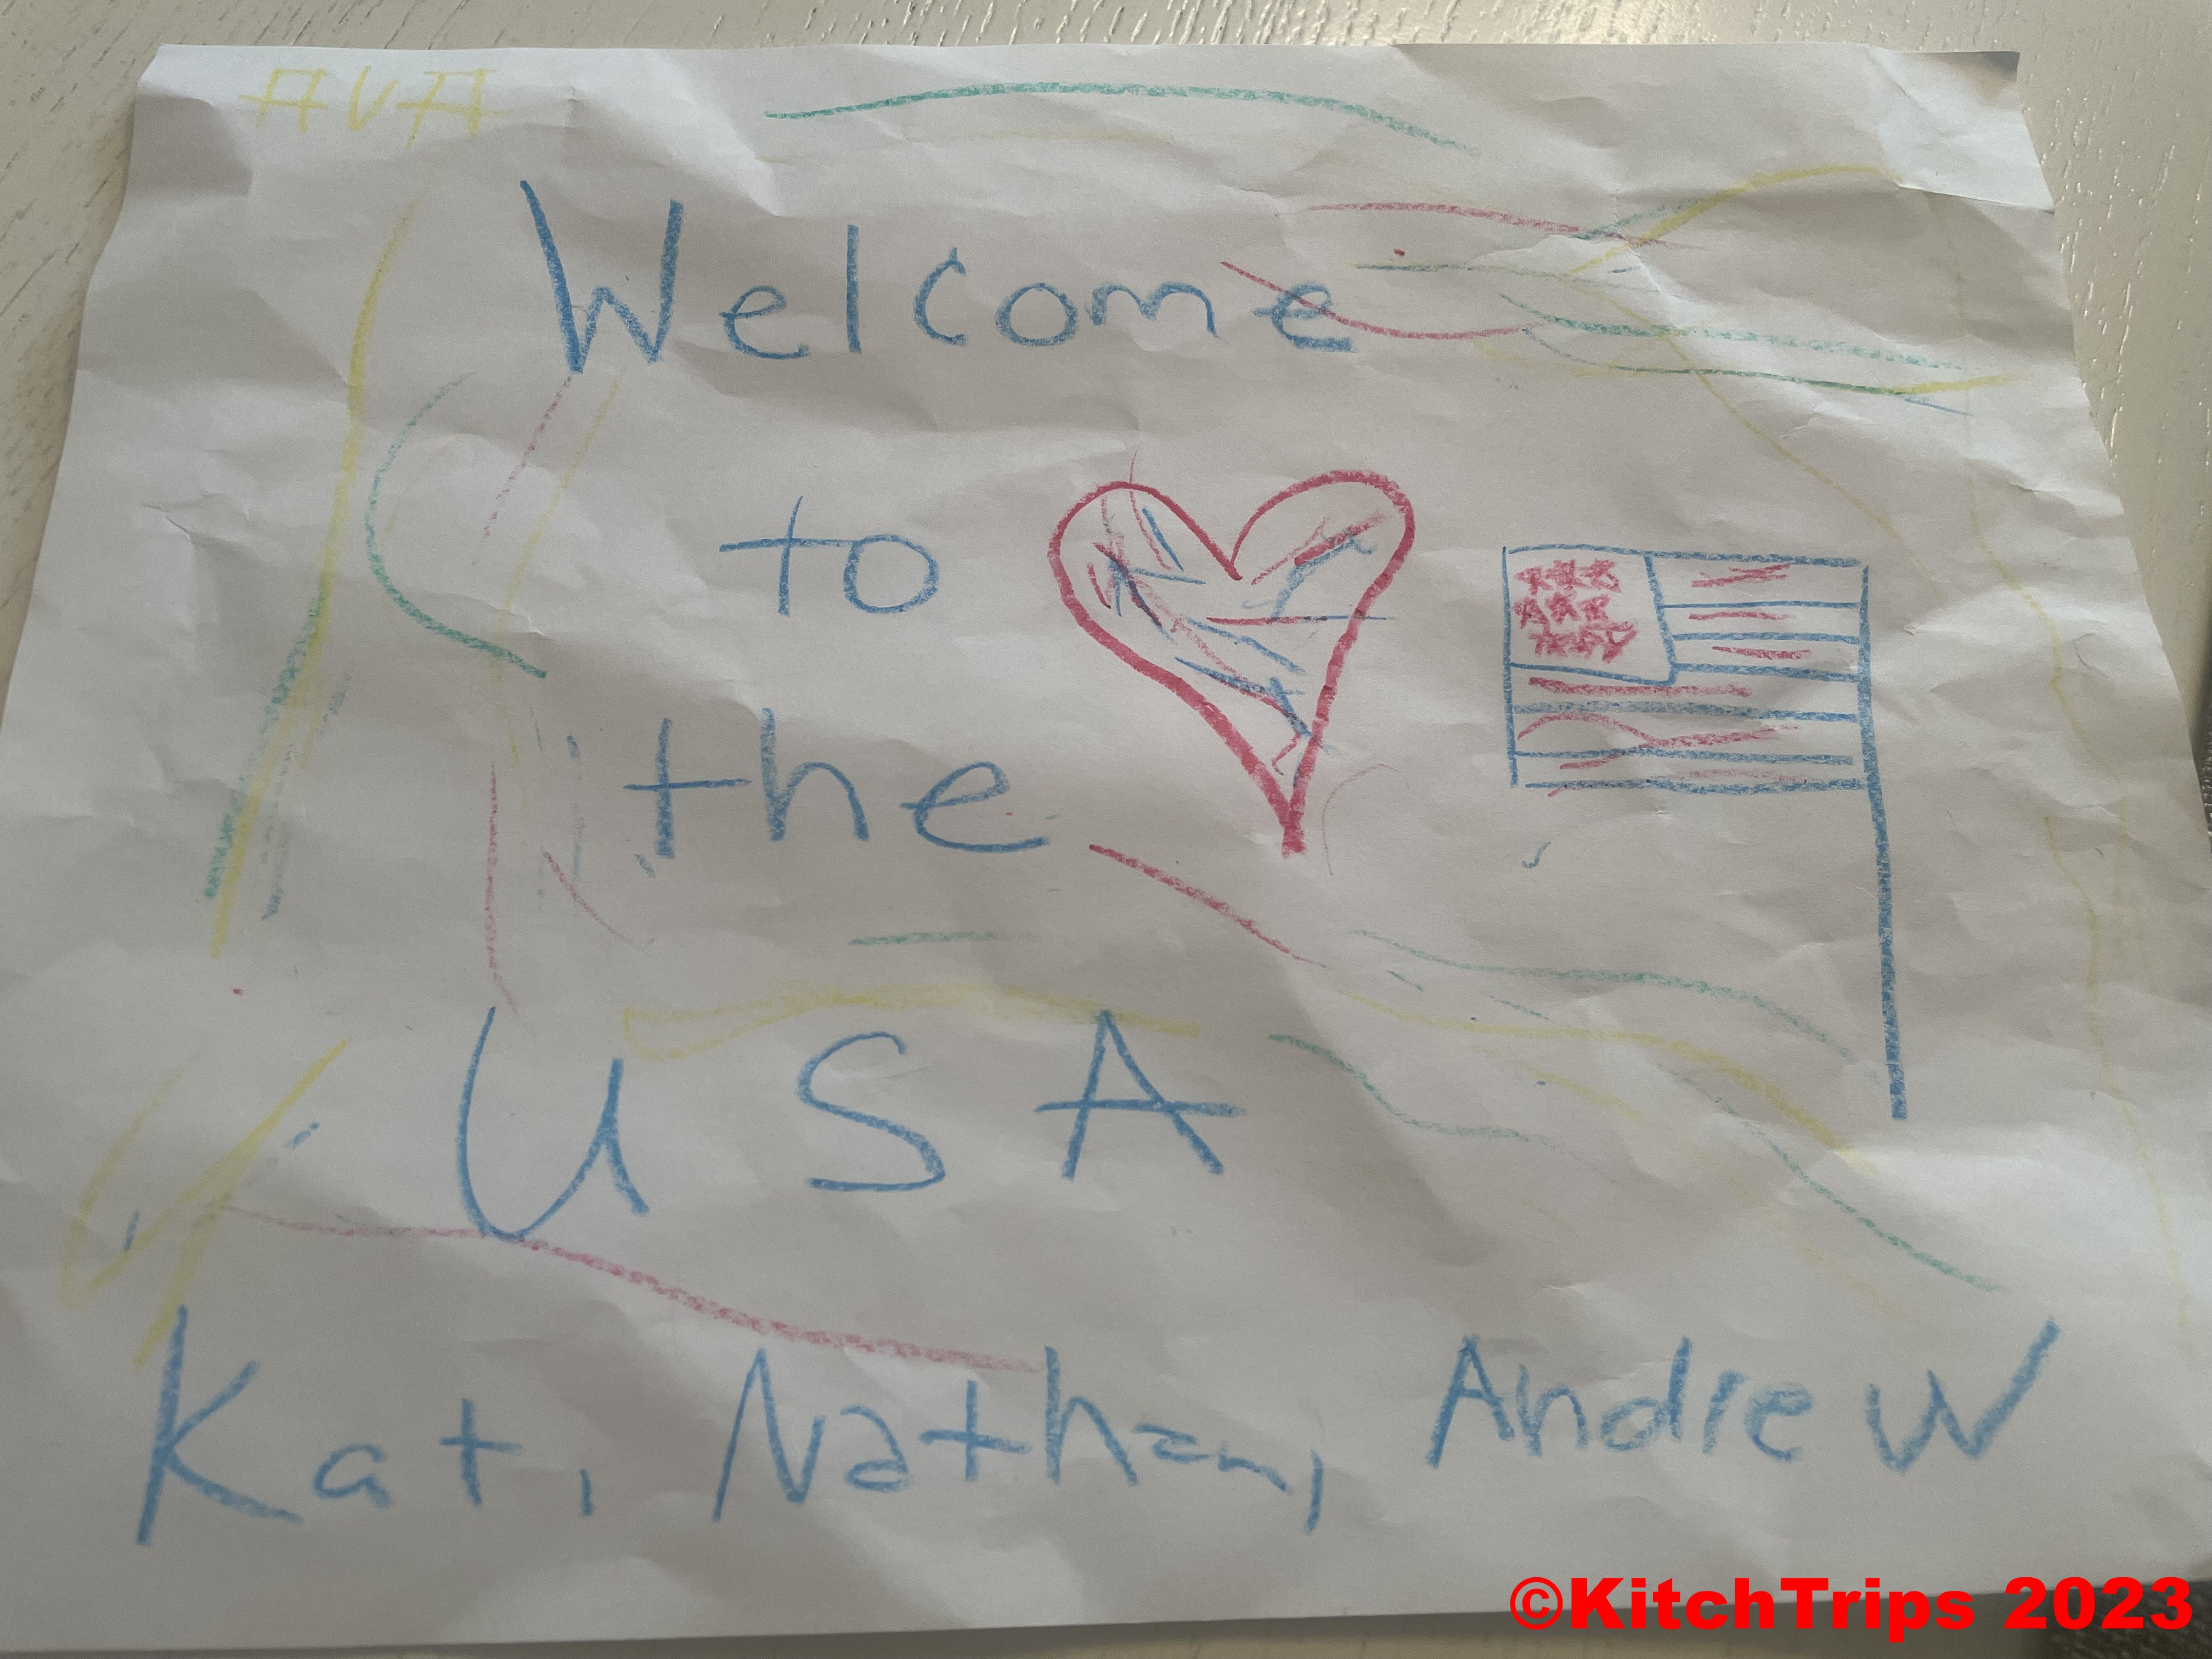 AVA
Welcome
to
the
USA
Kat, Nathan, Andrew
©KitchTrips 2023